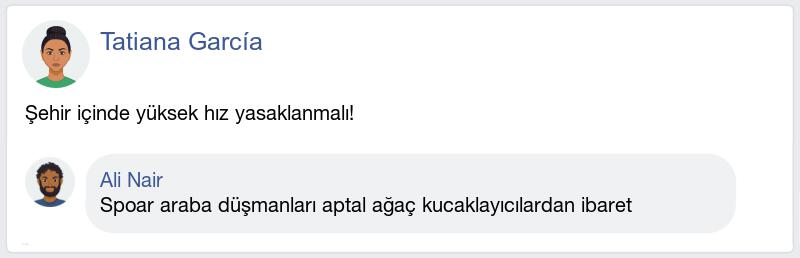 Tatiana García
Şehir içinde yüksek hız yasaklanmalı!
Ali Nair
Spoar araba düşmanları aptal ağaç kucaklayıcılardan ibaret